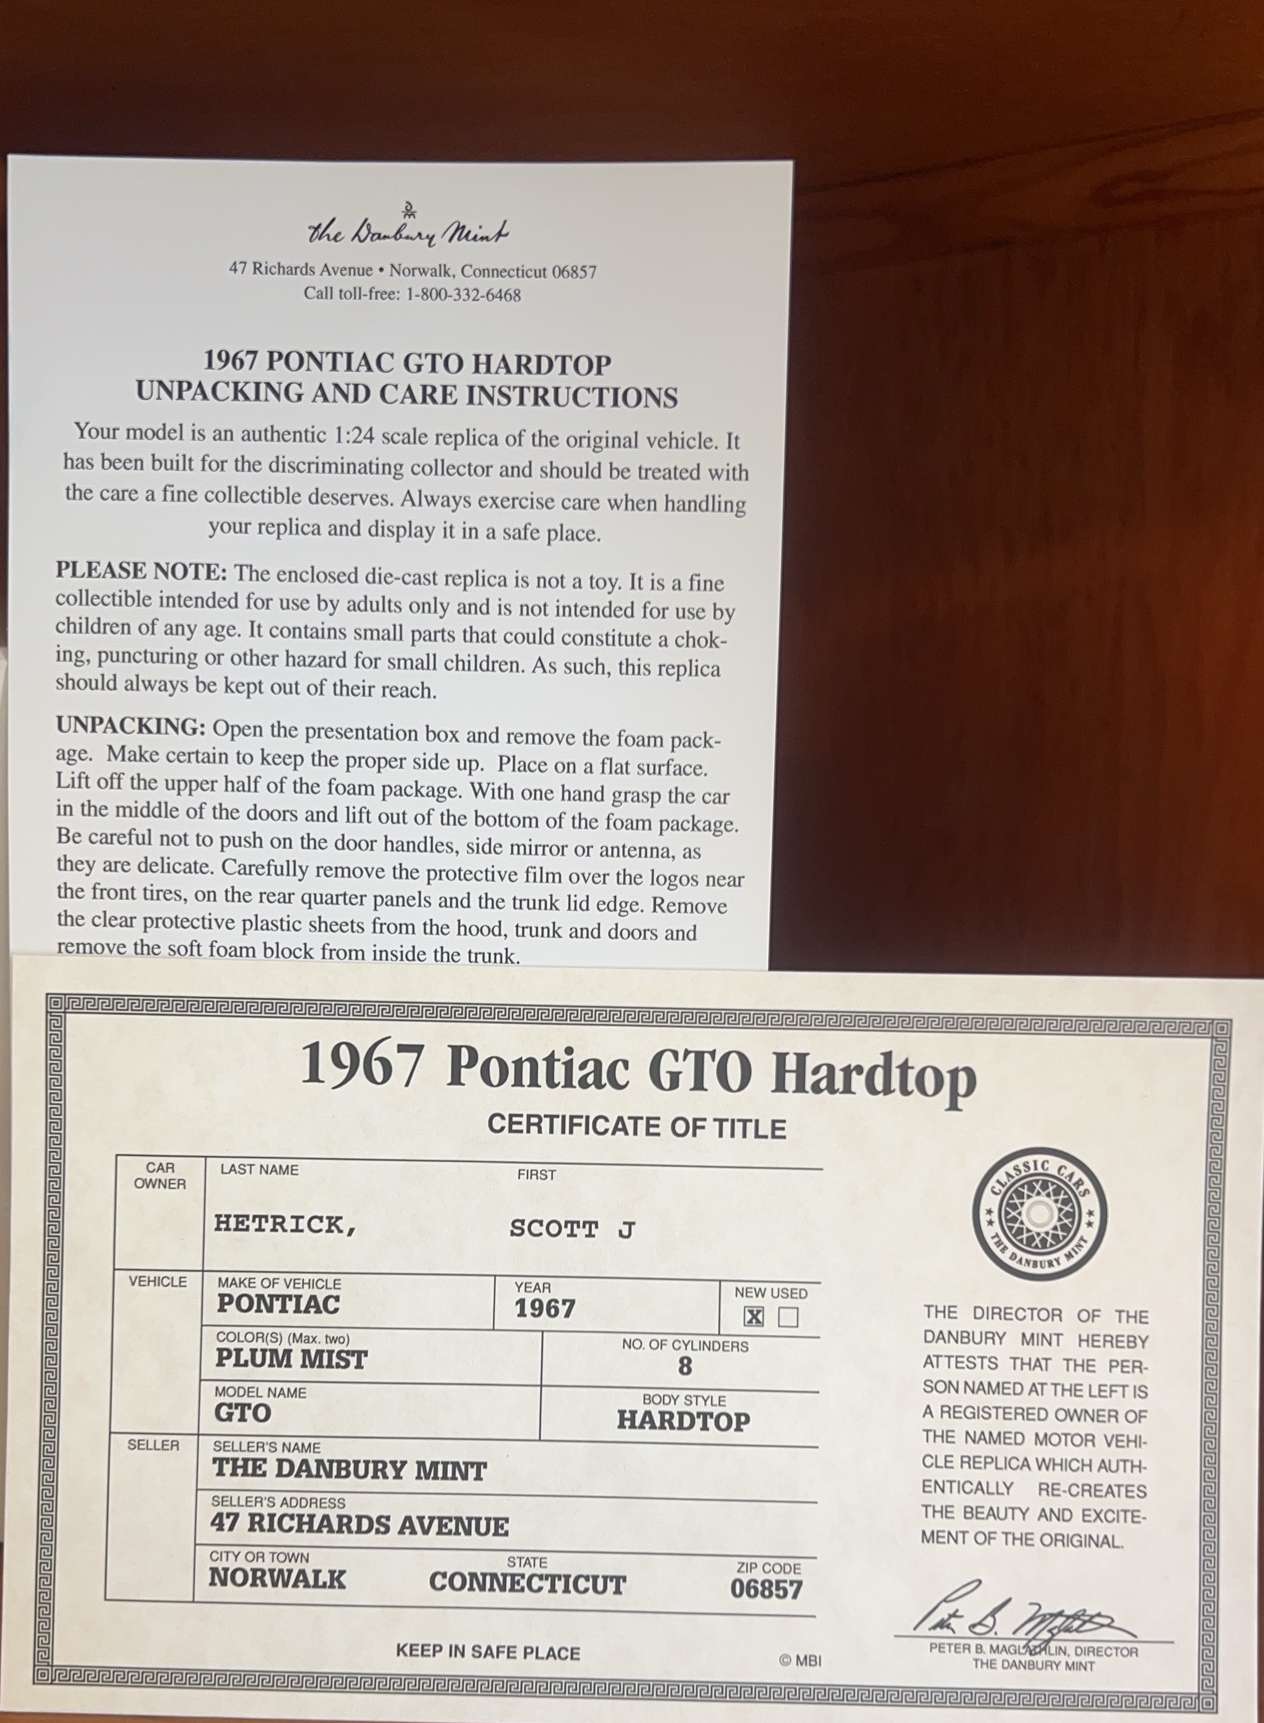 the Danbury Mint
47 Richards Avenue • Norwalk, Connecticut 06857
Call toll-free: 1-800-332-6468
1967 PONTIAC GTO HARDTOP
UNPACKING AND CARE INSTRUCTIONS
Your model is an authentic 1:24 scale replica of the original vehicle. It
has been built for the discriminating collector and should be treated with
the care a fine collectible deserves. Always exercise care when handling
your replica and display it in a safe place.
PLEASE NOTE: The enclosed die-cast replica is not a toy. It is a fine
collectible intended for use by adults only and is not intended for use by
children of any age. It contains small parts that could constitute a chok-
ing, puncturing or other hazard for small children. As such, this replica
should always be kept out of their reach.
UNPACKING: Open the presentation box and remove the foam pack-
age. Make certain to keep the proper side up. Place on a flat surface.
Lift off the upper half of the foam package. With one hand grasp the car
in the middle of the doors and lift out of the bottom of the foam package.
Be careful not to push on the door handles, side mirror or antenna, as
they are delicate. Carefully remove the protective film over the logos near
the front tires, on the rear quarter panels and the trunk lid edge. Remove
the clear protective plastic sheets from the hood, trunk and doors and
remove the soft foam block from inside the trunk.
1967 Pontiac GTO Hardtop
CERTIFICATE OF TITLE
CAR OWNER
LAST NAME FIRST
HETRICK, SCOTT J
VEHICLE
MAKE OF VEHICLE YEAR NEW USED
PONTIAC 1967 X
COLOR(S) (Max. two) NO. OF CYLINDERS
PLUM MIST 8
MODEL NAME BODY STYLE
GTO HARDTOP
SELLER
SELLER'S NAME
THE DANBURY MINT
SELLER'S ADDRESS
47 RICHARDS AVENUE
CITY OR TOWN STATE ZIP CODE
NORWALK CONNECTICUT 06857
KEEP IN SAFE PLACE
© MBI
CLASSIC CARS
THE DANBURY MINT
THE DIRECTOR OF THE
DANBURY MINT HEREBY
ATTESTS THAT THE PER-
SON NAMED AT THE LEFT IS
A REGISTERED OWNER OF
THE NAMED MOTOR VEHI-
CLE REPLICA WHICH AUTH-
ENTICALLY RE-CREATES
THE BEAUTY AND EXCITE-
MENT OF THE ORIGINAL.
PETER B. MAGLATHLIN, DIRECTOR
THE DANBURY MINT